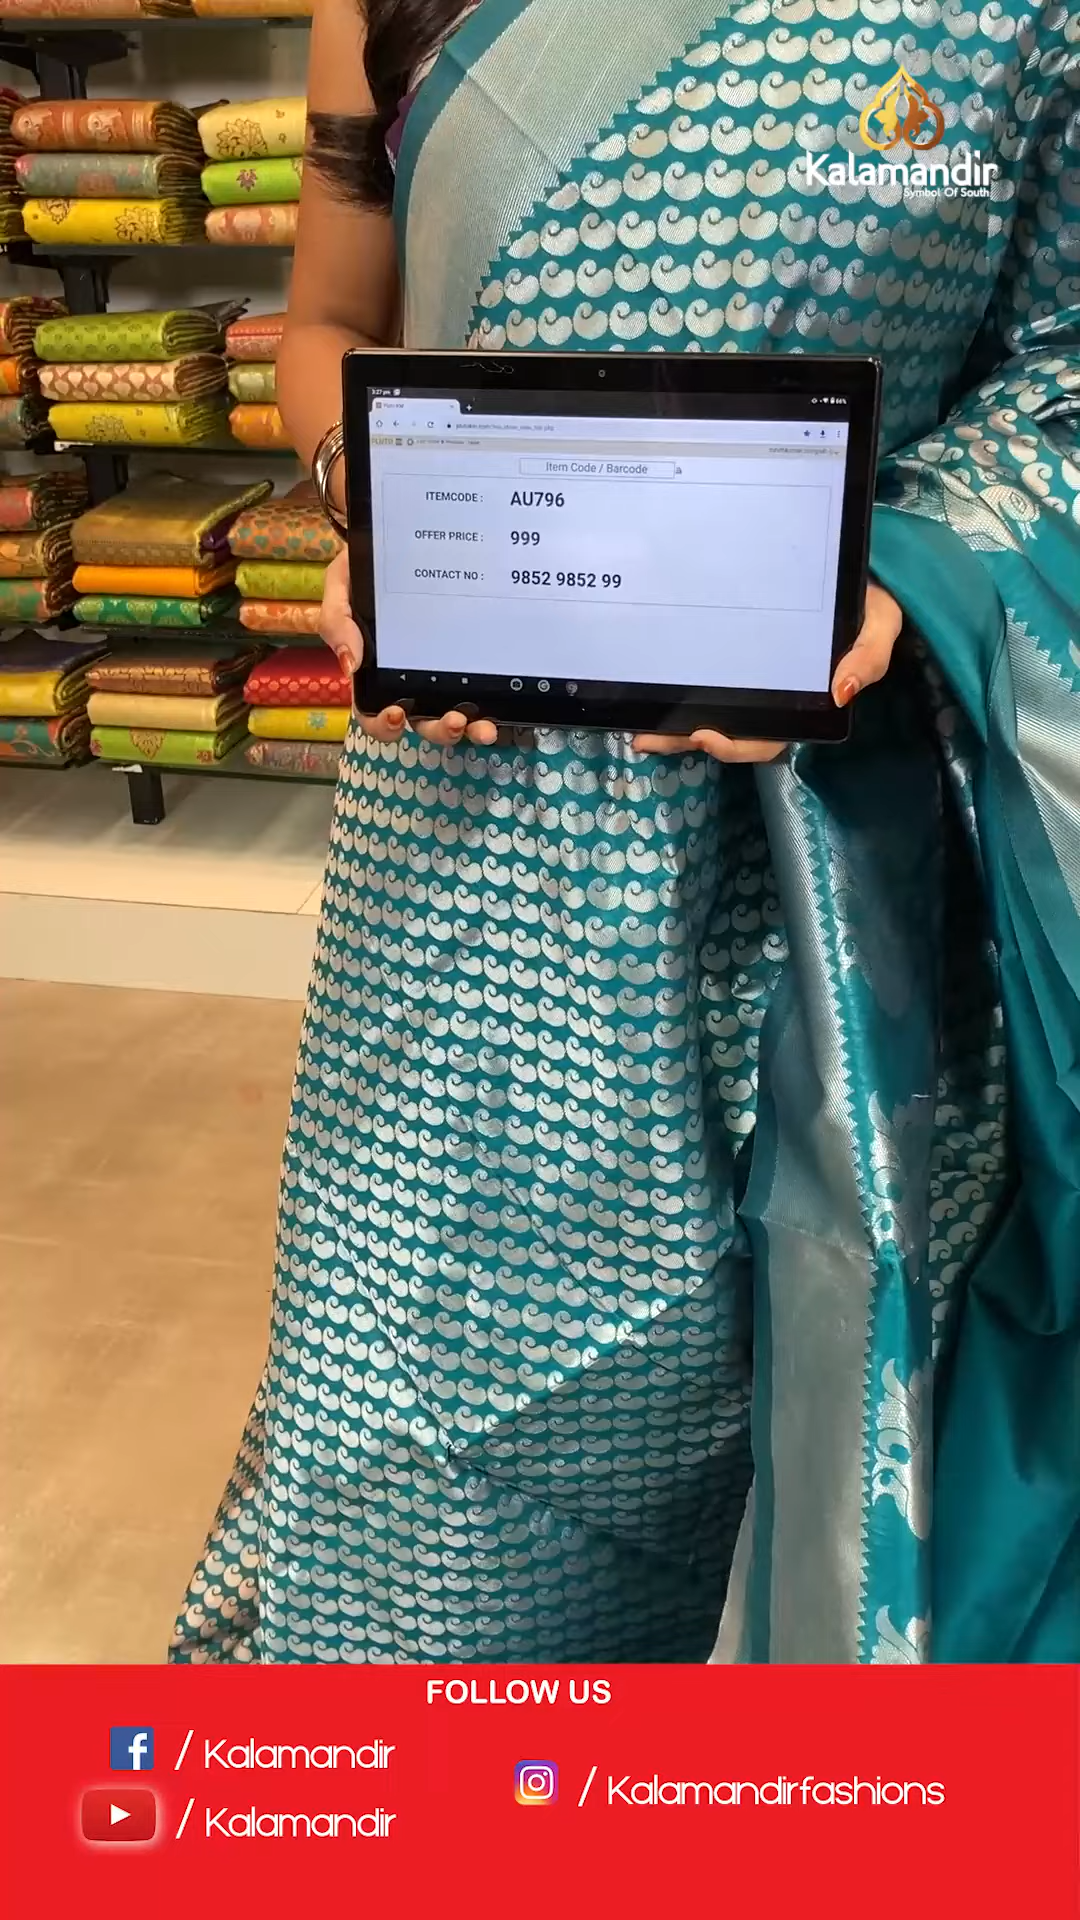 Kalamandir
Symbol Of South
Item Code / Barcode
ITEMCODE : AU796
OFFER PRICE : 999
CONTACT NO : 9852 9852 99
FOLLOW US
/ Kalamandir
/ Kalamandirfashions
/ Kalamandir